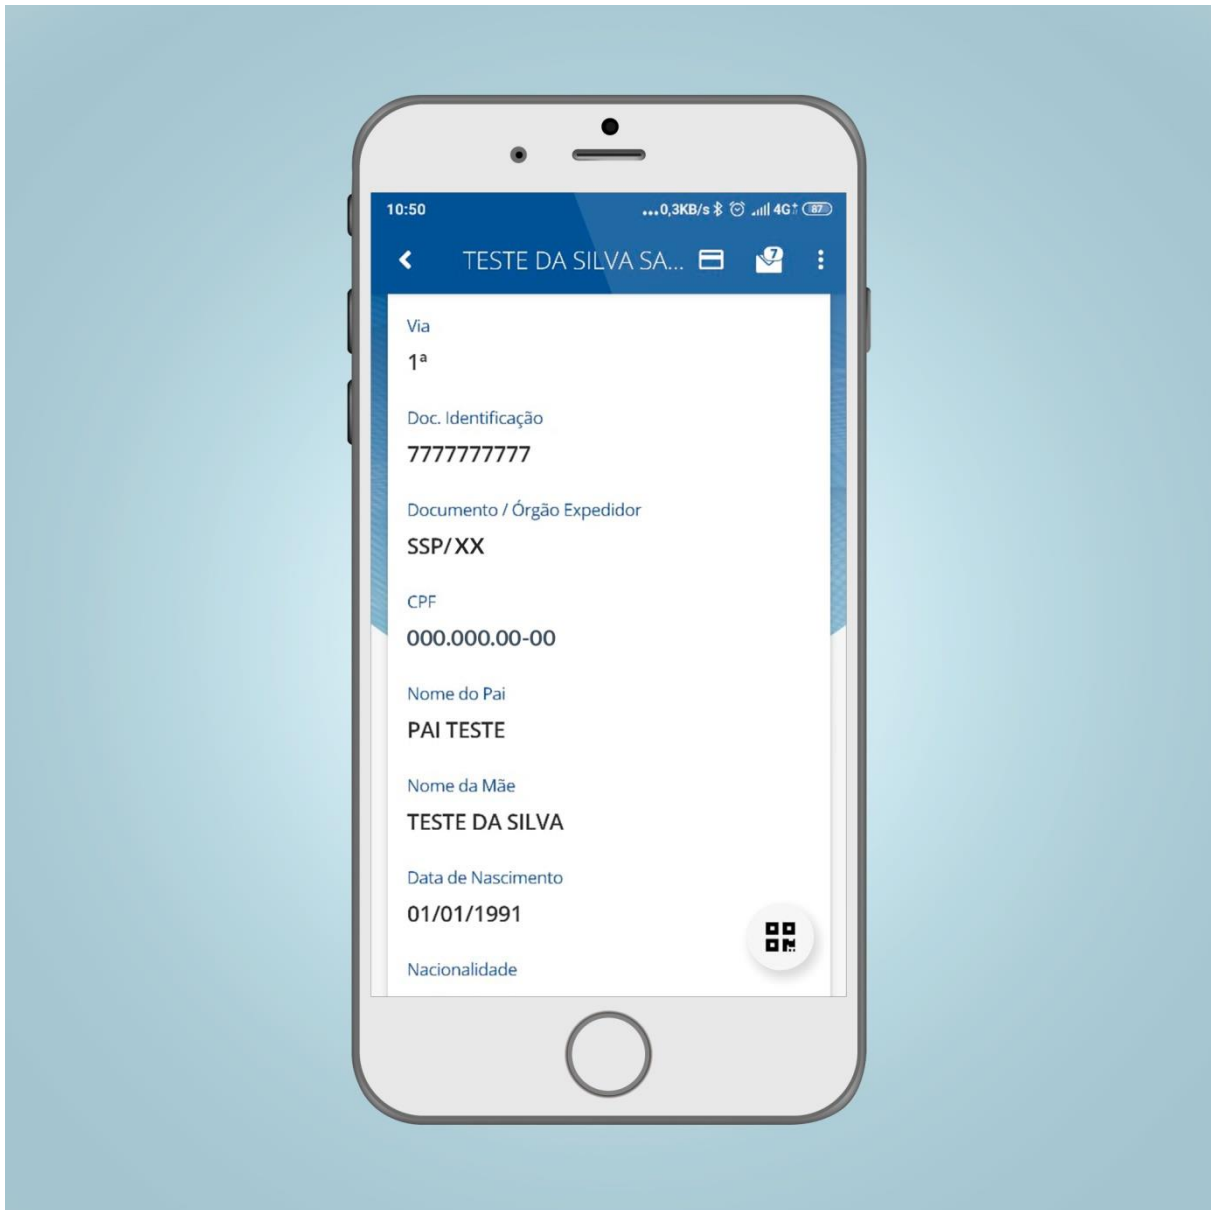 10:50 ...0,3KB/s 4G+ 87
TESTE DA SILVA SA... 7
Via
1ª
Doc. Identificação
7777777777
Documento / Órgão Expedidor
SSP/XX
CPF
000.000.00-00
Nome do Pai
PAI TESTE
Nome da Mãe
TESTE DA SILVA
Data de Nascimento
01/01/1991
Nacionalidade